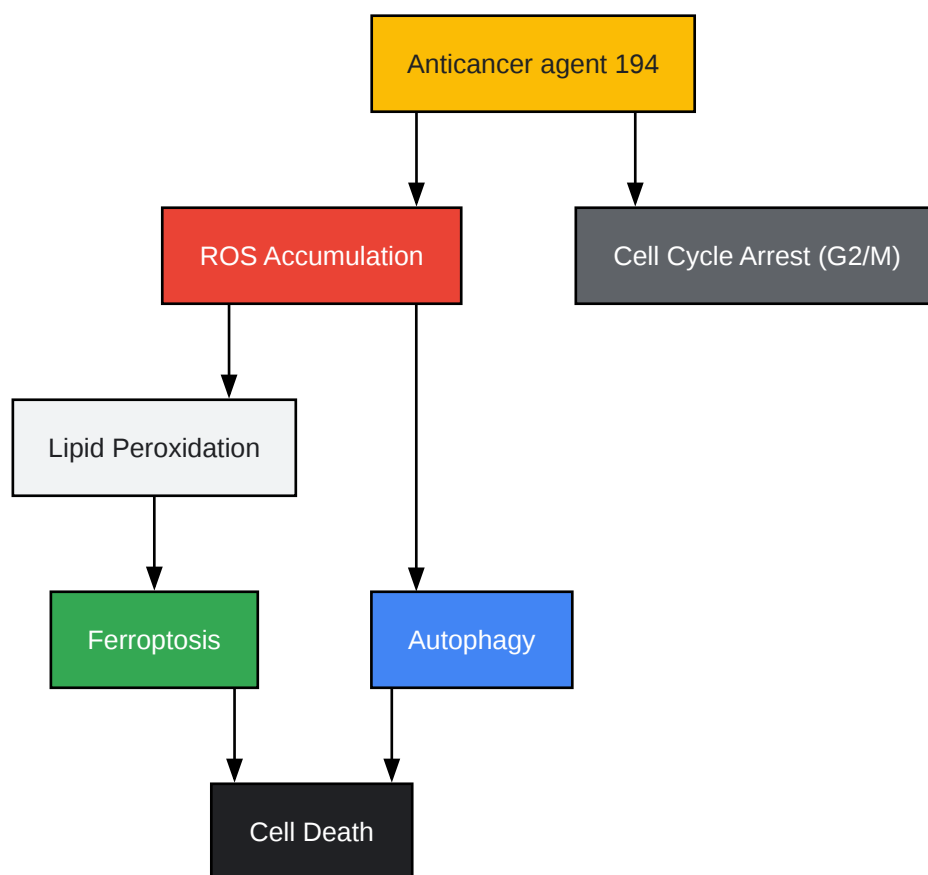 Anticancer agent 194
ROS Accumulation
Cell Cycle Arrest (G2/M)
Lipid Peroxidation
Ferroptosis
Autophagy
Cell Death